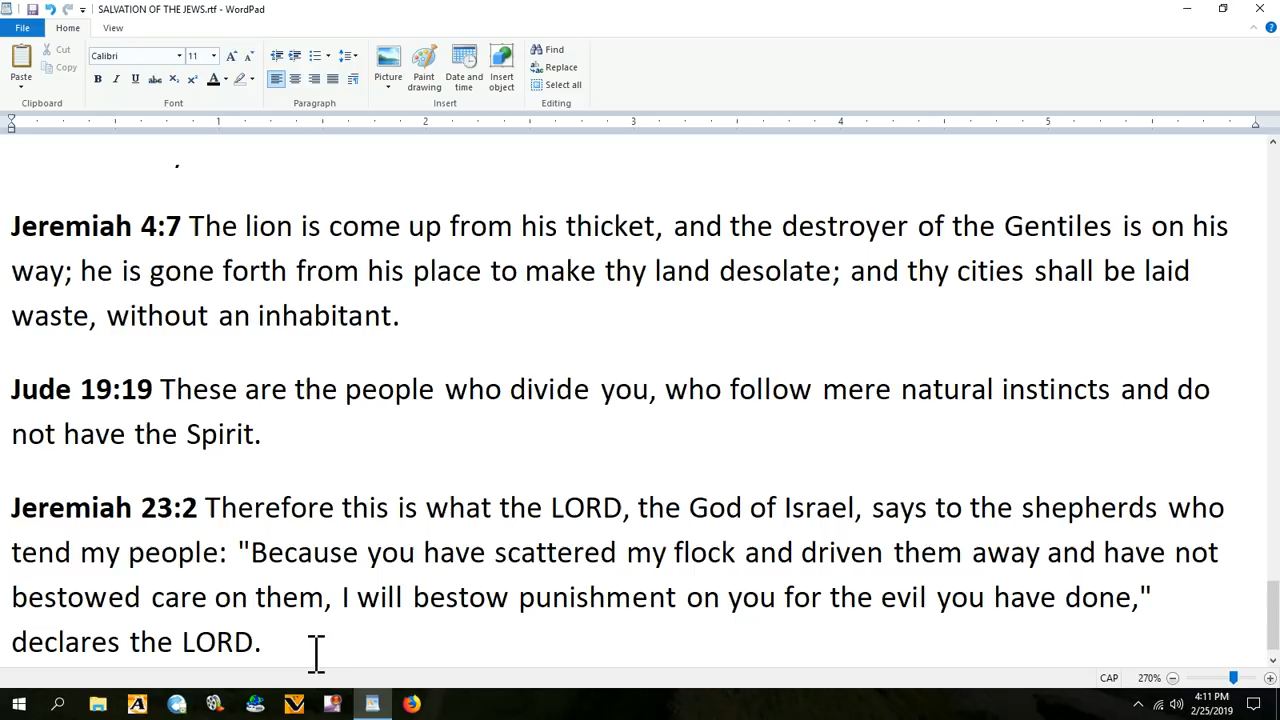 SALVATION OF THE JEWS.rtf - WordPad
File Home View
Paste
Cut
Copy
Clipboard
Calibri 11
B I U abc X₂ X² A
Font
Paragraph
Picture
Paint drawing
Date and time
Insert object
Insert
Find
Replace
Select all
Editing
1 2 3 4 5
Jeremiah 4:7 The lion is come up from his thicket, and the destroyer of the Gentiles is on his
way; he is gone forth from his place to make thy land desolate; and thy cities shall be laid
waste, without an inhabitant.
Jude 19:19 These are the people who divide you, who follow mere natural instincts and do
not have the Spirit.
Jeremiah 23:2 Therefore this is what the LORD, the God of Israel, says to the shepherds who
tend my people: "Because you have scattered my flock and driven them away and have not
bestowed care on them, I will bestow punishment on you for the evil you have done,"
declares the LORD.
CAP 270%
4:11 PM
2/25/2019